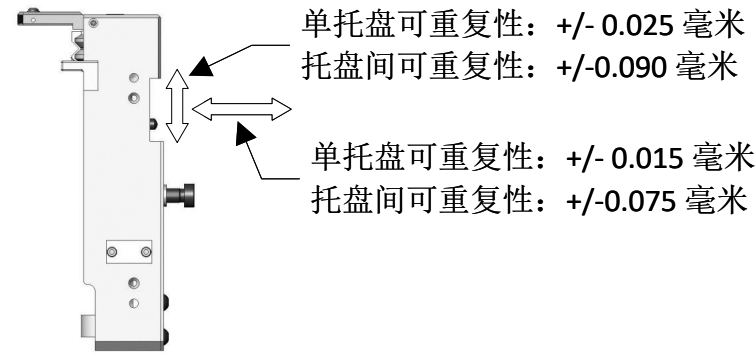 单托盘可重复性：+/- 0.025 毫米
托盘间可重复性：+/-0.090 毫米
单托盘可重复性：+/- 0.015 毫米
托盘间可重复性：+/-0.075 毫米